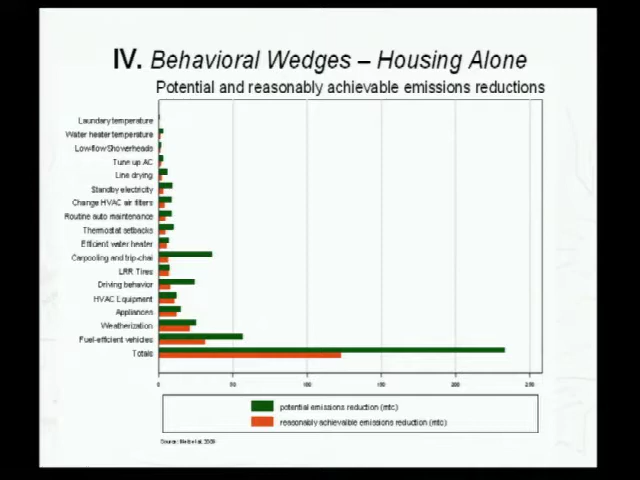 IV. Behavioral Wedges – Housing Alone
Potential and reasonably achievable emissions reductions
Laundary temperature
Water heater temperature
Low-flow Showerheads
Tune up AC
Line drying
Standby electricity
Change HVAC air filters
Routine auto maintenance
Thermostat setbacks
Efficient water heater
Carpooling and trip-chai
LRR Tires
Driving behavior
HVAC Equipment
Appliances
Weatherization
Fuel-efficient vehicles
Totals
0 50 100 150 200 250
potential emissions reduction (mtc)
reasonably achievable emissions reduction (mtc)